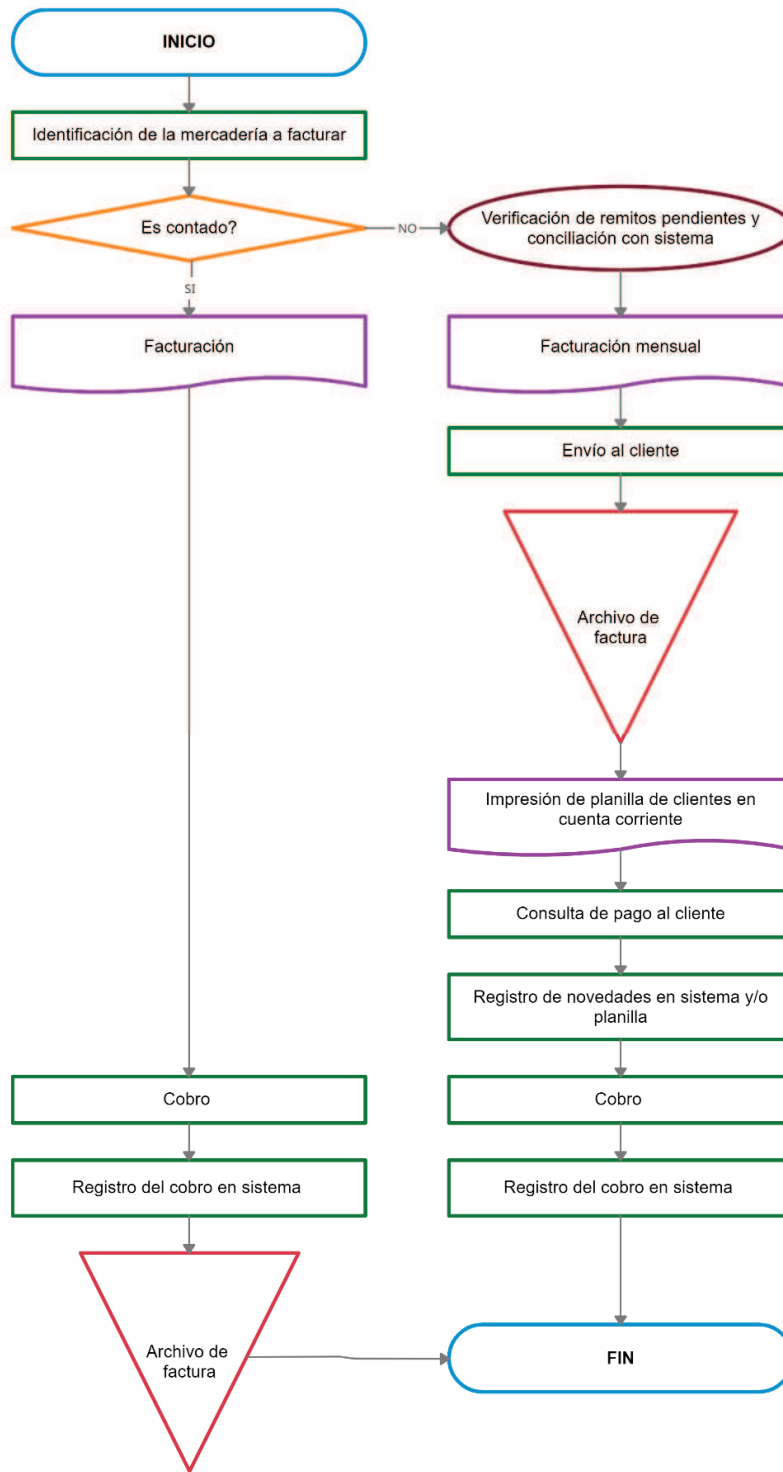 INICIO
Identificación de la mercadería a facturar
Es contado?
NO
Verificación de remitos pendientes y
conciliación con sistema
SI
Facturación
Facturación mensual
Envío al cliente
Archivo de
factura
Impresión de planilla de clientes en
cuenta corriente
Consulta de pago al cliente
Registro de novedades en sistema y/o
planilla
Cobro
Cobro
Registro del cobro en sistema
Registro del cobro en sistema
Archivo de
factura
FIN